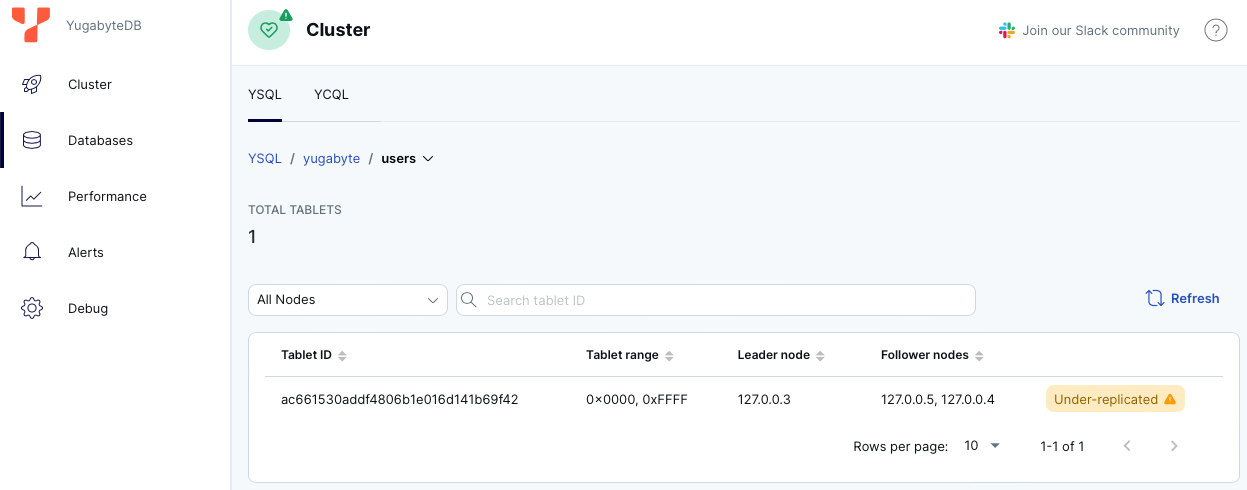 YugabyteDB
Cluster
Databases
Performance
Alerts
Debug
Cluster
Join our Slack community
?
YSQL YCQL
YSQL / yugabyte / users
TOTAL TABLETS
1
All Nodes
Search tablet ID
Refresh
Tablet ID Tablet range Leader node Follower nodes
ac661530addf4806b1e016d141b69f42 0x0000, 0xFFFF 127.0.0.3 127.0.0.5, 127.0.0.4 Under-replicated
Rows per page: 10 1-1 of 1